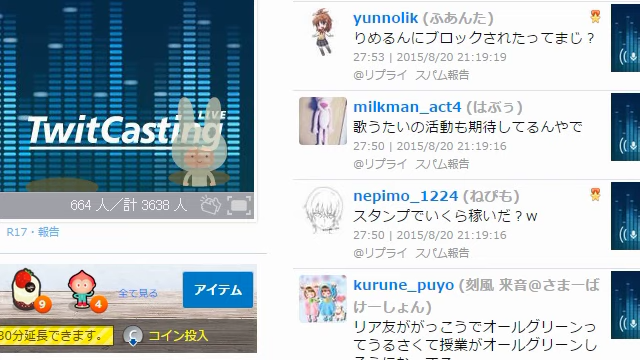 TwitCasting LIVE
664 人／計 3638 人
R17・報告
9
4
全て見る
アイテム
30分延長できます。
C
コイン投入
yunnolik (ふあんた)
りめるんにブロックされたってまじ？
27:53 | 2015/8/20 21:19:19
@リプライ スパム報告
milkman_act4 (はぶぅ)
歌うたいの活動も期待してるんやで
27:50 | 2015/8/20 21:19:16
@リプライ スパム報告
nepimo_1224 (ねぴも)
スタンプでいくら稼いだ？w
27:50 | 2015/8/20 21:19:16
@リプライ スパム報告
kurune_puyo (刻風 来音@さまーば
けーしょん)
リア友ががっこうでオールグリーンっ
てうるさくて授業がオールグリーンし